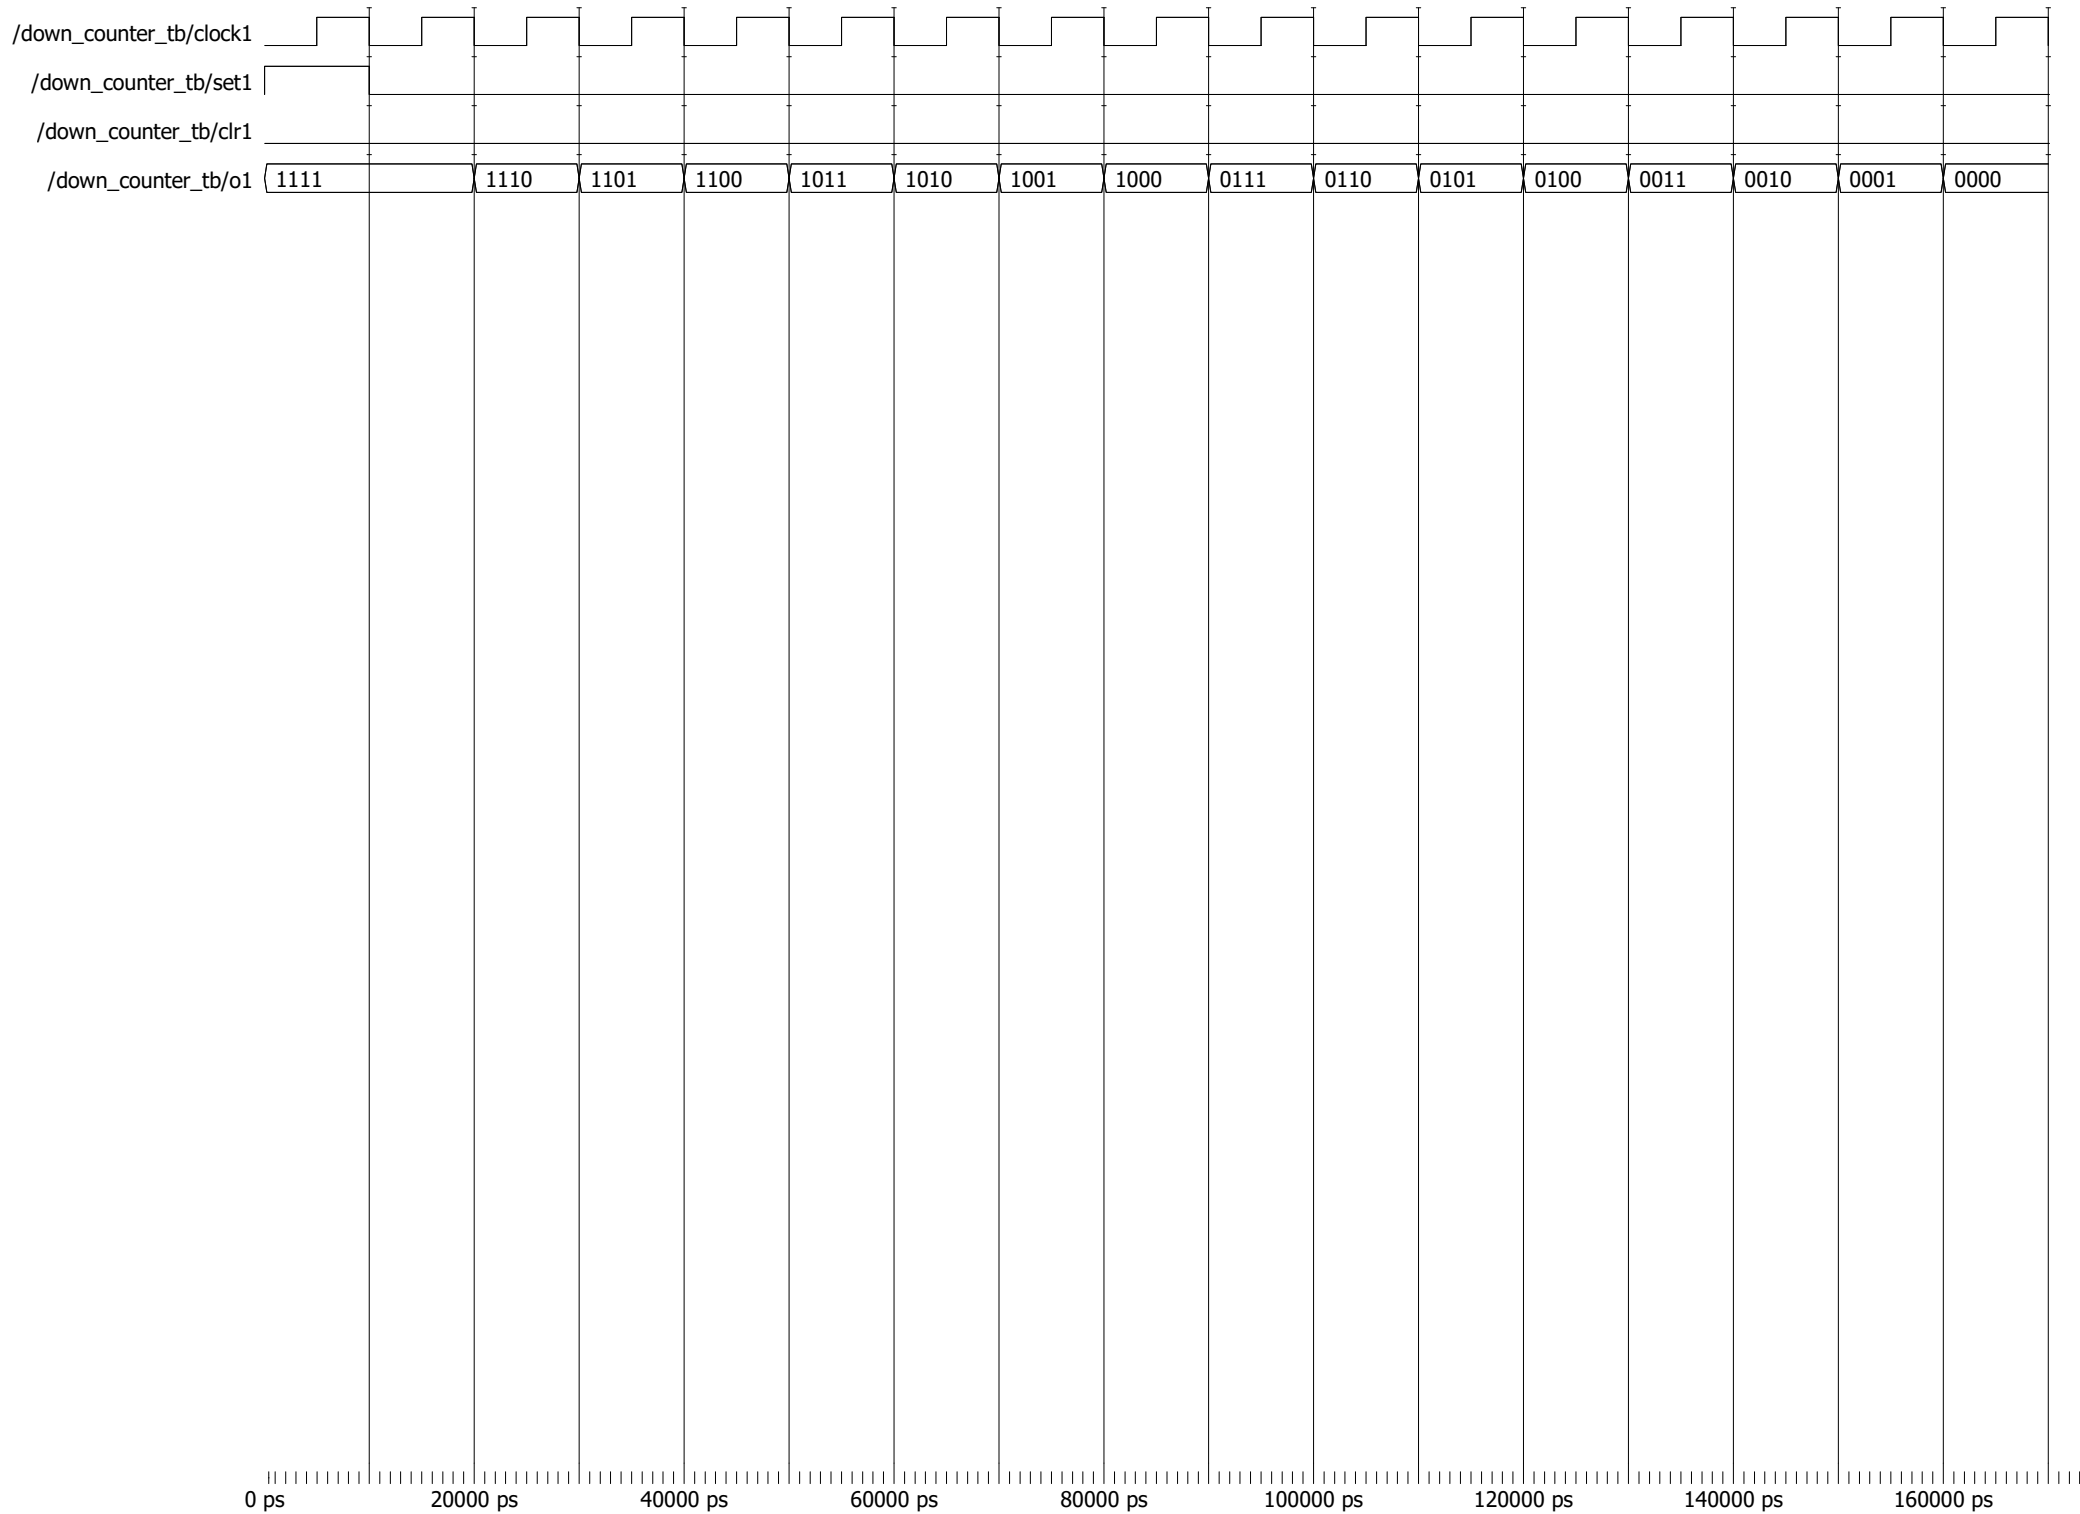 /down_counter_tb/clock1
/down_counter_tb/set1
/down_counter_tb/clr1
/down_counter_tb/o1 1111 1110 1101 1100 1011 1010 1001 1000 0111 0110 0101 0100 0011 0010 0001 0000
0 ps 20000 ps 40000 ps 60000 ps 80000 ps 100000 ps 120000 ps 140000 ps 160000 ps